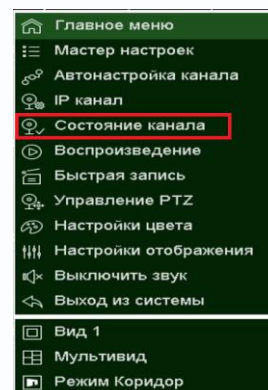 Главное меню
Мастер настроек
Автонастройка канала
IP канал
Состояние канала
Воспроизведение
Быстрая запись
Управление PTZ
Настройки цвета
Настройки отображения
Выключить звук
Выход из системы
Вид 1
Мультивид
Режим Коридор